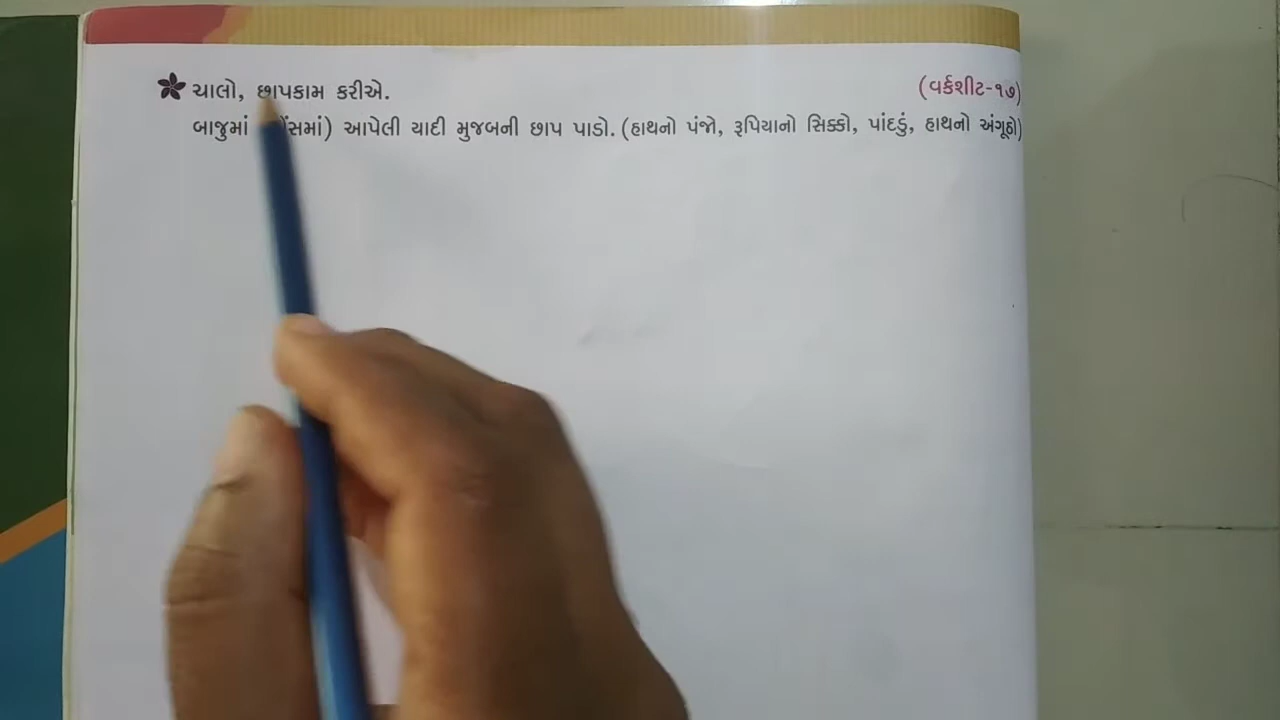 ચાલો, છાપકામ કરીએ. (વર્કશીટ-૧૭)
બાજુમાં આપેલી યાદી મુજબની છાપ પાડો. (હાથનો પંજો, રૂપિયાનો સિક્કો, પાંદડું, હાથનો અંગૂઠો)